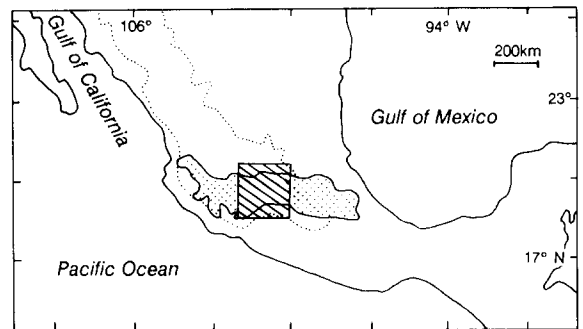 106°
94° W
Gulf of California
200km
23°
Gulf of Mexico
Pacific Ocean
17° N